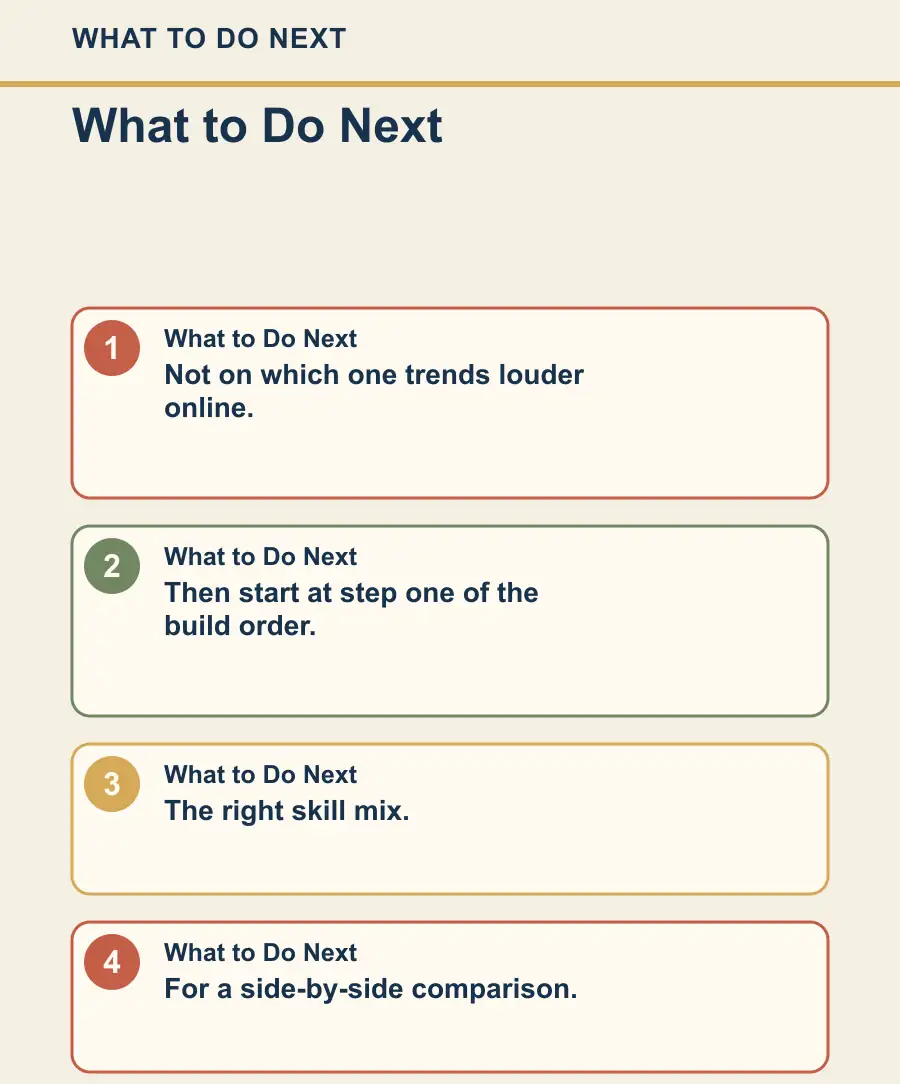 WHAT TO DO NEXT
What to Do Next
1
What to Do Next
Not on which one trends louder
online.
2
What to Do Next
Then start at step one of the
build order.
3
What to Do Next
The right skill mix.
4
What to Do Next
For a side-by-side comparison.